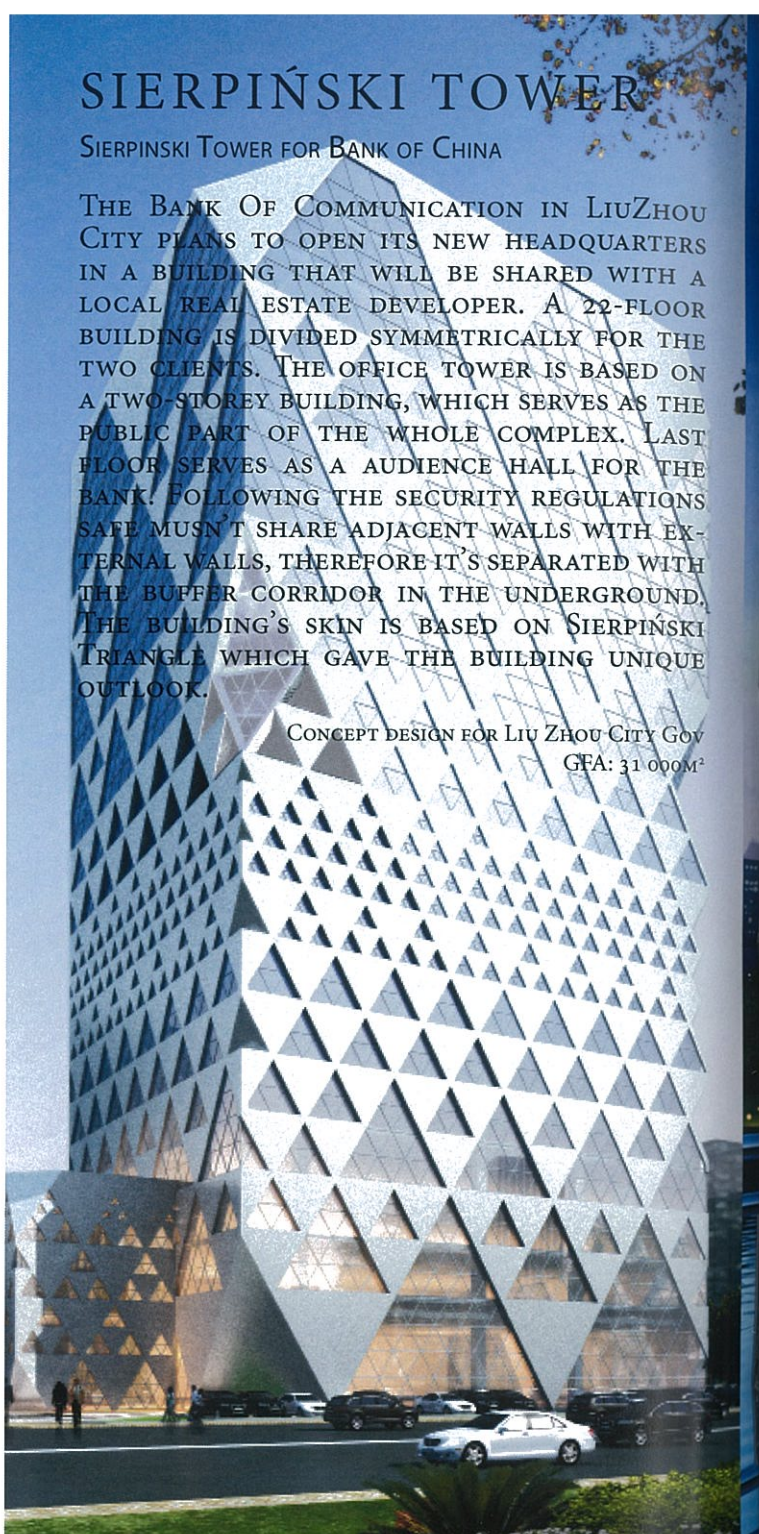 SIERPIŃSKI TOWER
SIERPINSKI TOWER FOR BANK OF CHINA
THE BANK OF COMMUNICATION IN LIUZHOU
CITY PLANS TO OPEN ITS NEW HEADQUARTERS
IN A BUILDING THAT WILL BE SHARED WITH A
LOCAL REAL ESTATE DEVELOPER. A 22-FLOOR
BUILDING IS DIVIDED SYMMETRICALLY FOR THE
TWO CLIENTS. THE OFFICE TOWER IS BASED ON
A TWO-STOREY BUILDING, WHICH SERVES AS THE
PUBLIC PART OF THE WHOLE COMPLEX. LAST
FLOOR SERVES AS A AUDIENCE HALL FOR THE
BANK. FOLLOWING THE SECURITY REGULATIONS
SAFE MUSN'T SHARE ADJACENT WALLS WITH EX-
TERNAL WALLS, THEREFORE IT'S SEPARATED WITH
THE BUFFER CORRIDOR IN THE UNDERGROUND.
THE BUILDING'S SKIN IS BASED ON SIERPIŃSKI
TRIANGLE WHICH GAVE THE BUILDING UNIQUE
OUTLOOK.
CONCEPT DESIGN FOR LIU ZHOU CITY GOV
GFA: 31 000M²